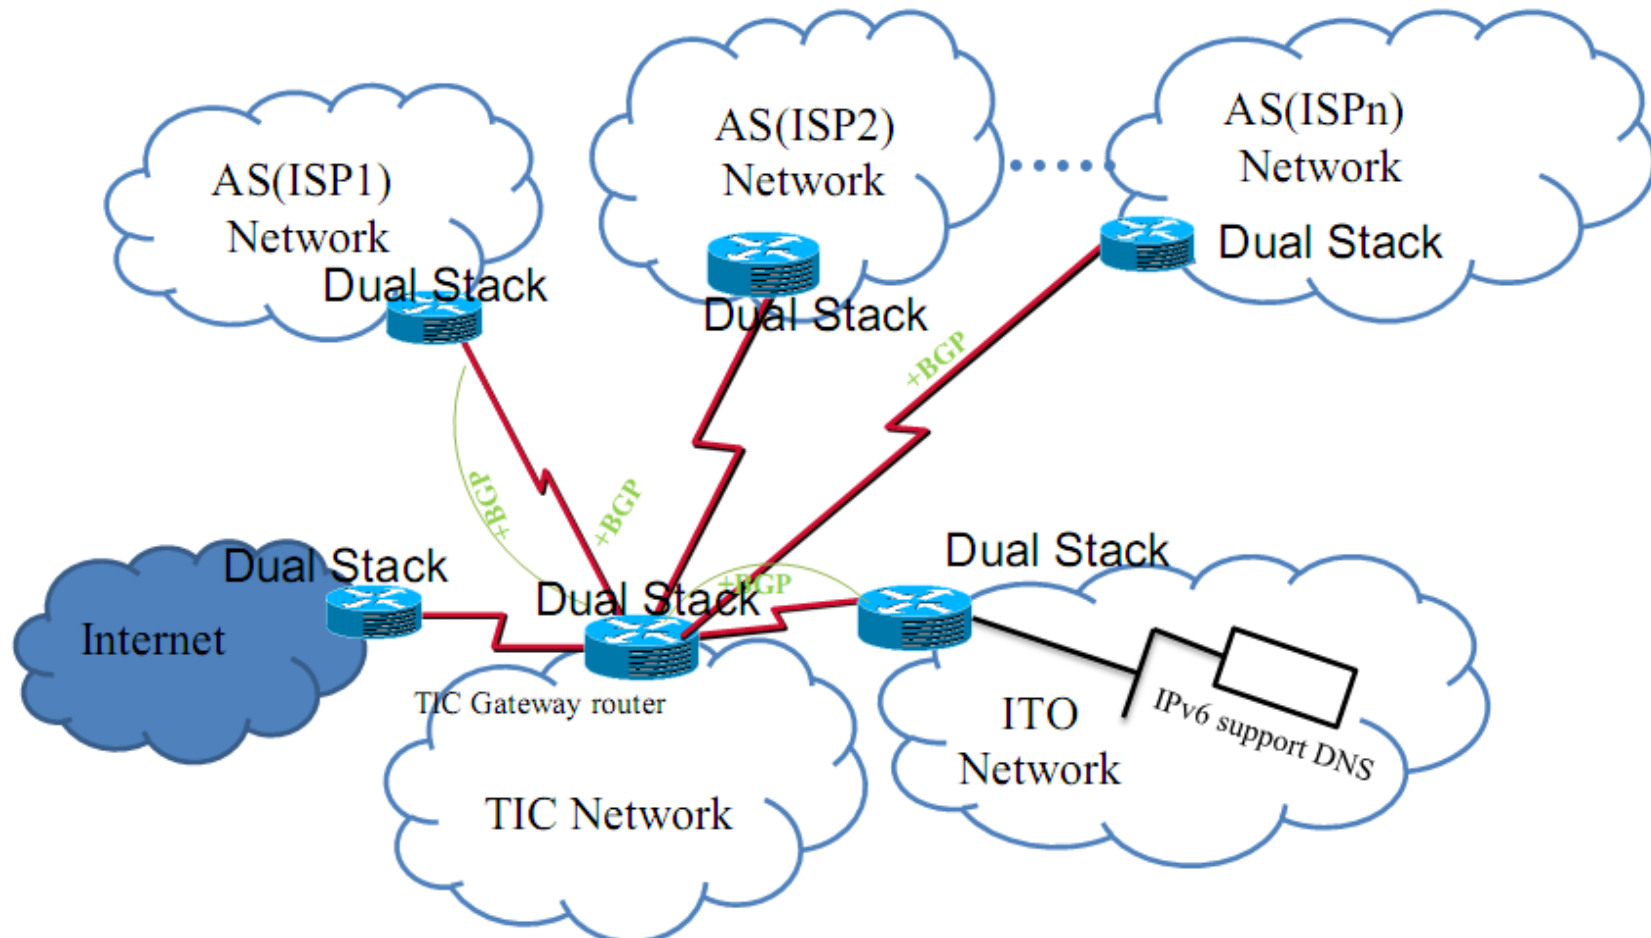 AS(ISP1)
Network
Dual Stack
AS(ISP2)
Network
Dual Stack
AS(ISPn)
Network
Dual Stack
+BGP
+BGP
+BGP
+BGP
Internet
Dual Stack
Dual Stack
TIC Gateway router
TIC Network
Dual Stack
ITO
Network
IPv6 support DNS